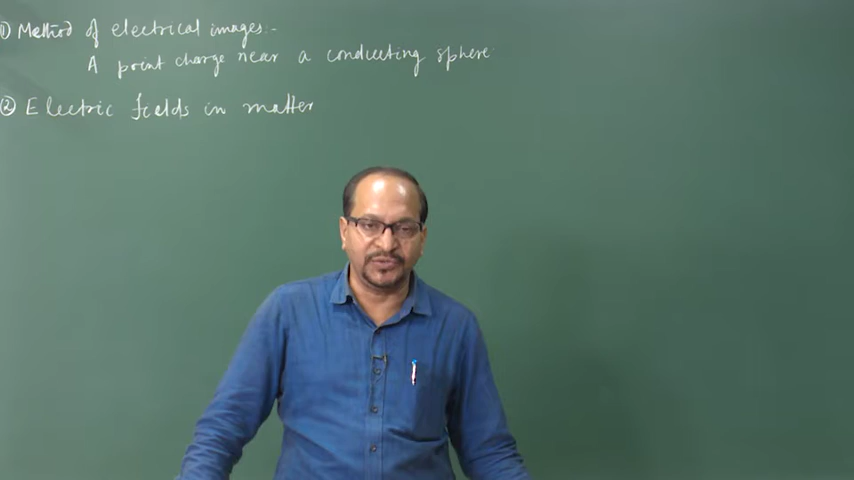 ① Method of electrical images:-
A point charge near a conducting sphere
② Electric fields in matter